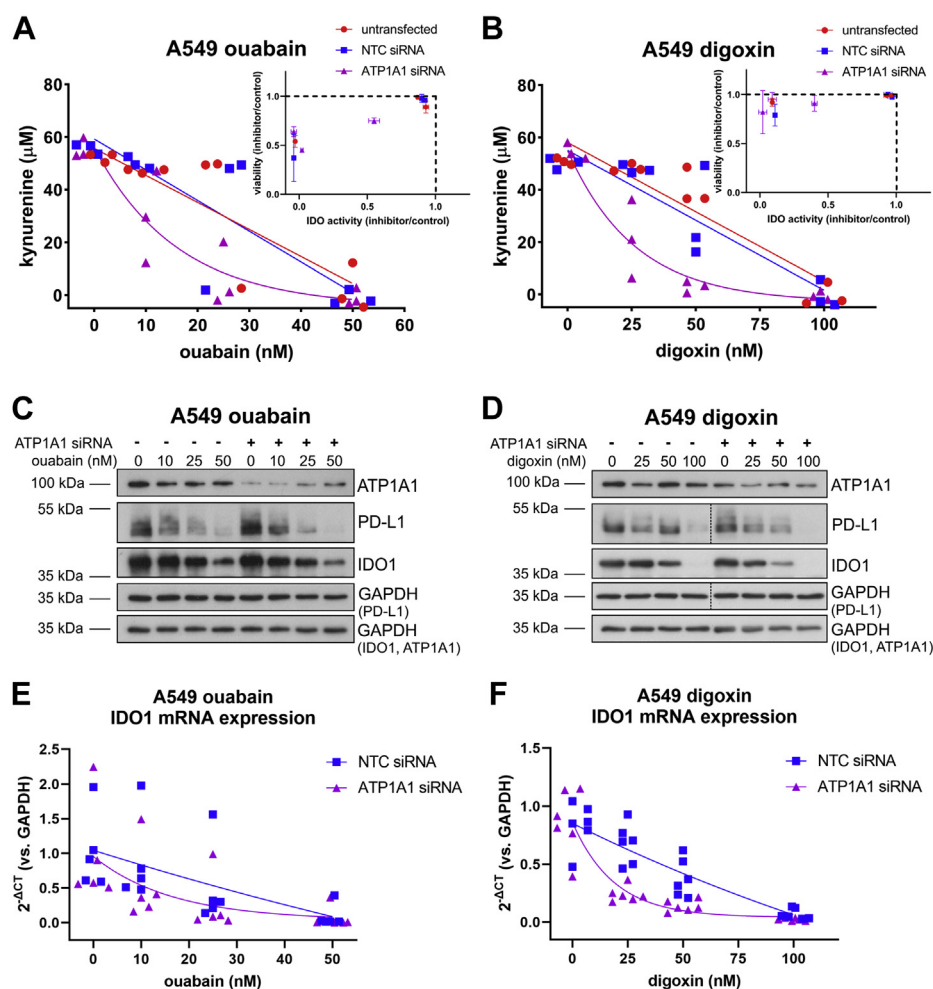 A
A549 ouabain
untransfected
NTC siRNA
ATP1A1 siRNA
kynurenine (μM)
80
60
40
20
0
0 10 20 30 40 50 60
ouabain (nM)
viability (inhibitor/control)
1.0
0.5
0.0
0.0 0.5 1.0
IDO activity (inhibitor/control)
B
A549 digoxin
untransfected
NTC siRNA
ATP1A1 siRNA
kynurenine (μM)
80
60
40
20
0
0 25 50 75 100
digoxin (nM)
viability (inhibitor/control)
1.0
0.5
0.0
0.0 0.5 1.0
IDO activity (inhibitor/control)
C
A549 ouabain
ATP1A1 siRNA - - - - + + + +
ouabain (nM) 0 10 25 50 0 10 25 50
100 kDa ATP1A1
55 kDa
PD-L1
IDO1
35 kDa
35 kDa GAPDH
(PD-L1)
35 kDa GAPDH
(IDO1, ATP1A1)
D
A549 digoxin
ATP1A1 siRNA - - - - + + + +
digoxin (nM) 0 25 50 100 0 25 50 100
100 kDa ATP1A1
55 kDa
PD-L1
IDO1
35 kDa
35 kDa GAPDH
(PD-L1)
35 kDa GAPDH
(IDO1, ATP1A1)
E
A549 ouabain
IDO1 mRNA expression
NTC siRNA
ATP1A1 siRNA
2^-ΔCT (vs. GAPDH)
2.5
2.0
1.5
1.0
0.5
0.0
0 10 20 30 40 50
ouabain (nM)
F
A549 digoxin
IDO1 mRNA expression
NTC siRNA
ATP1A1 siRNA
2^-ΔCT (vs. GAPDH)
1.5
1.0
0.5
0.0
0 25 50 75 100
digoxin (nM)